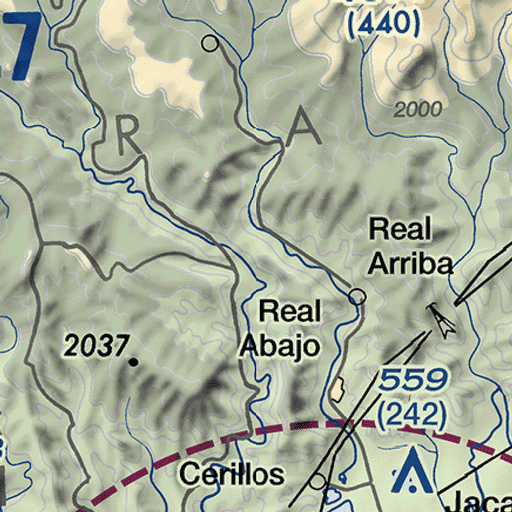 7
(440)
2000
R
A
Real
Arriba
Real
Abajo
2037
559
(242)
Cerillos
Jaca